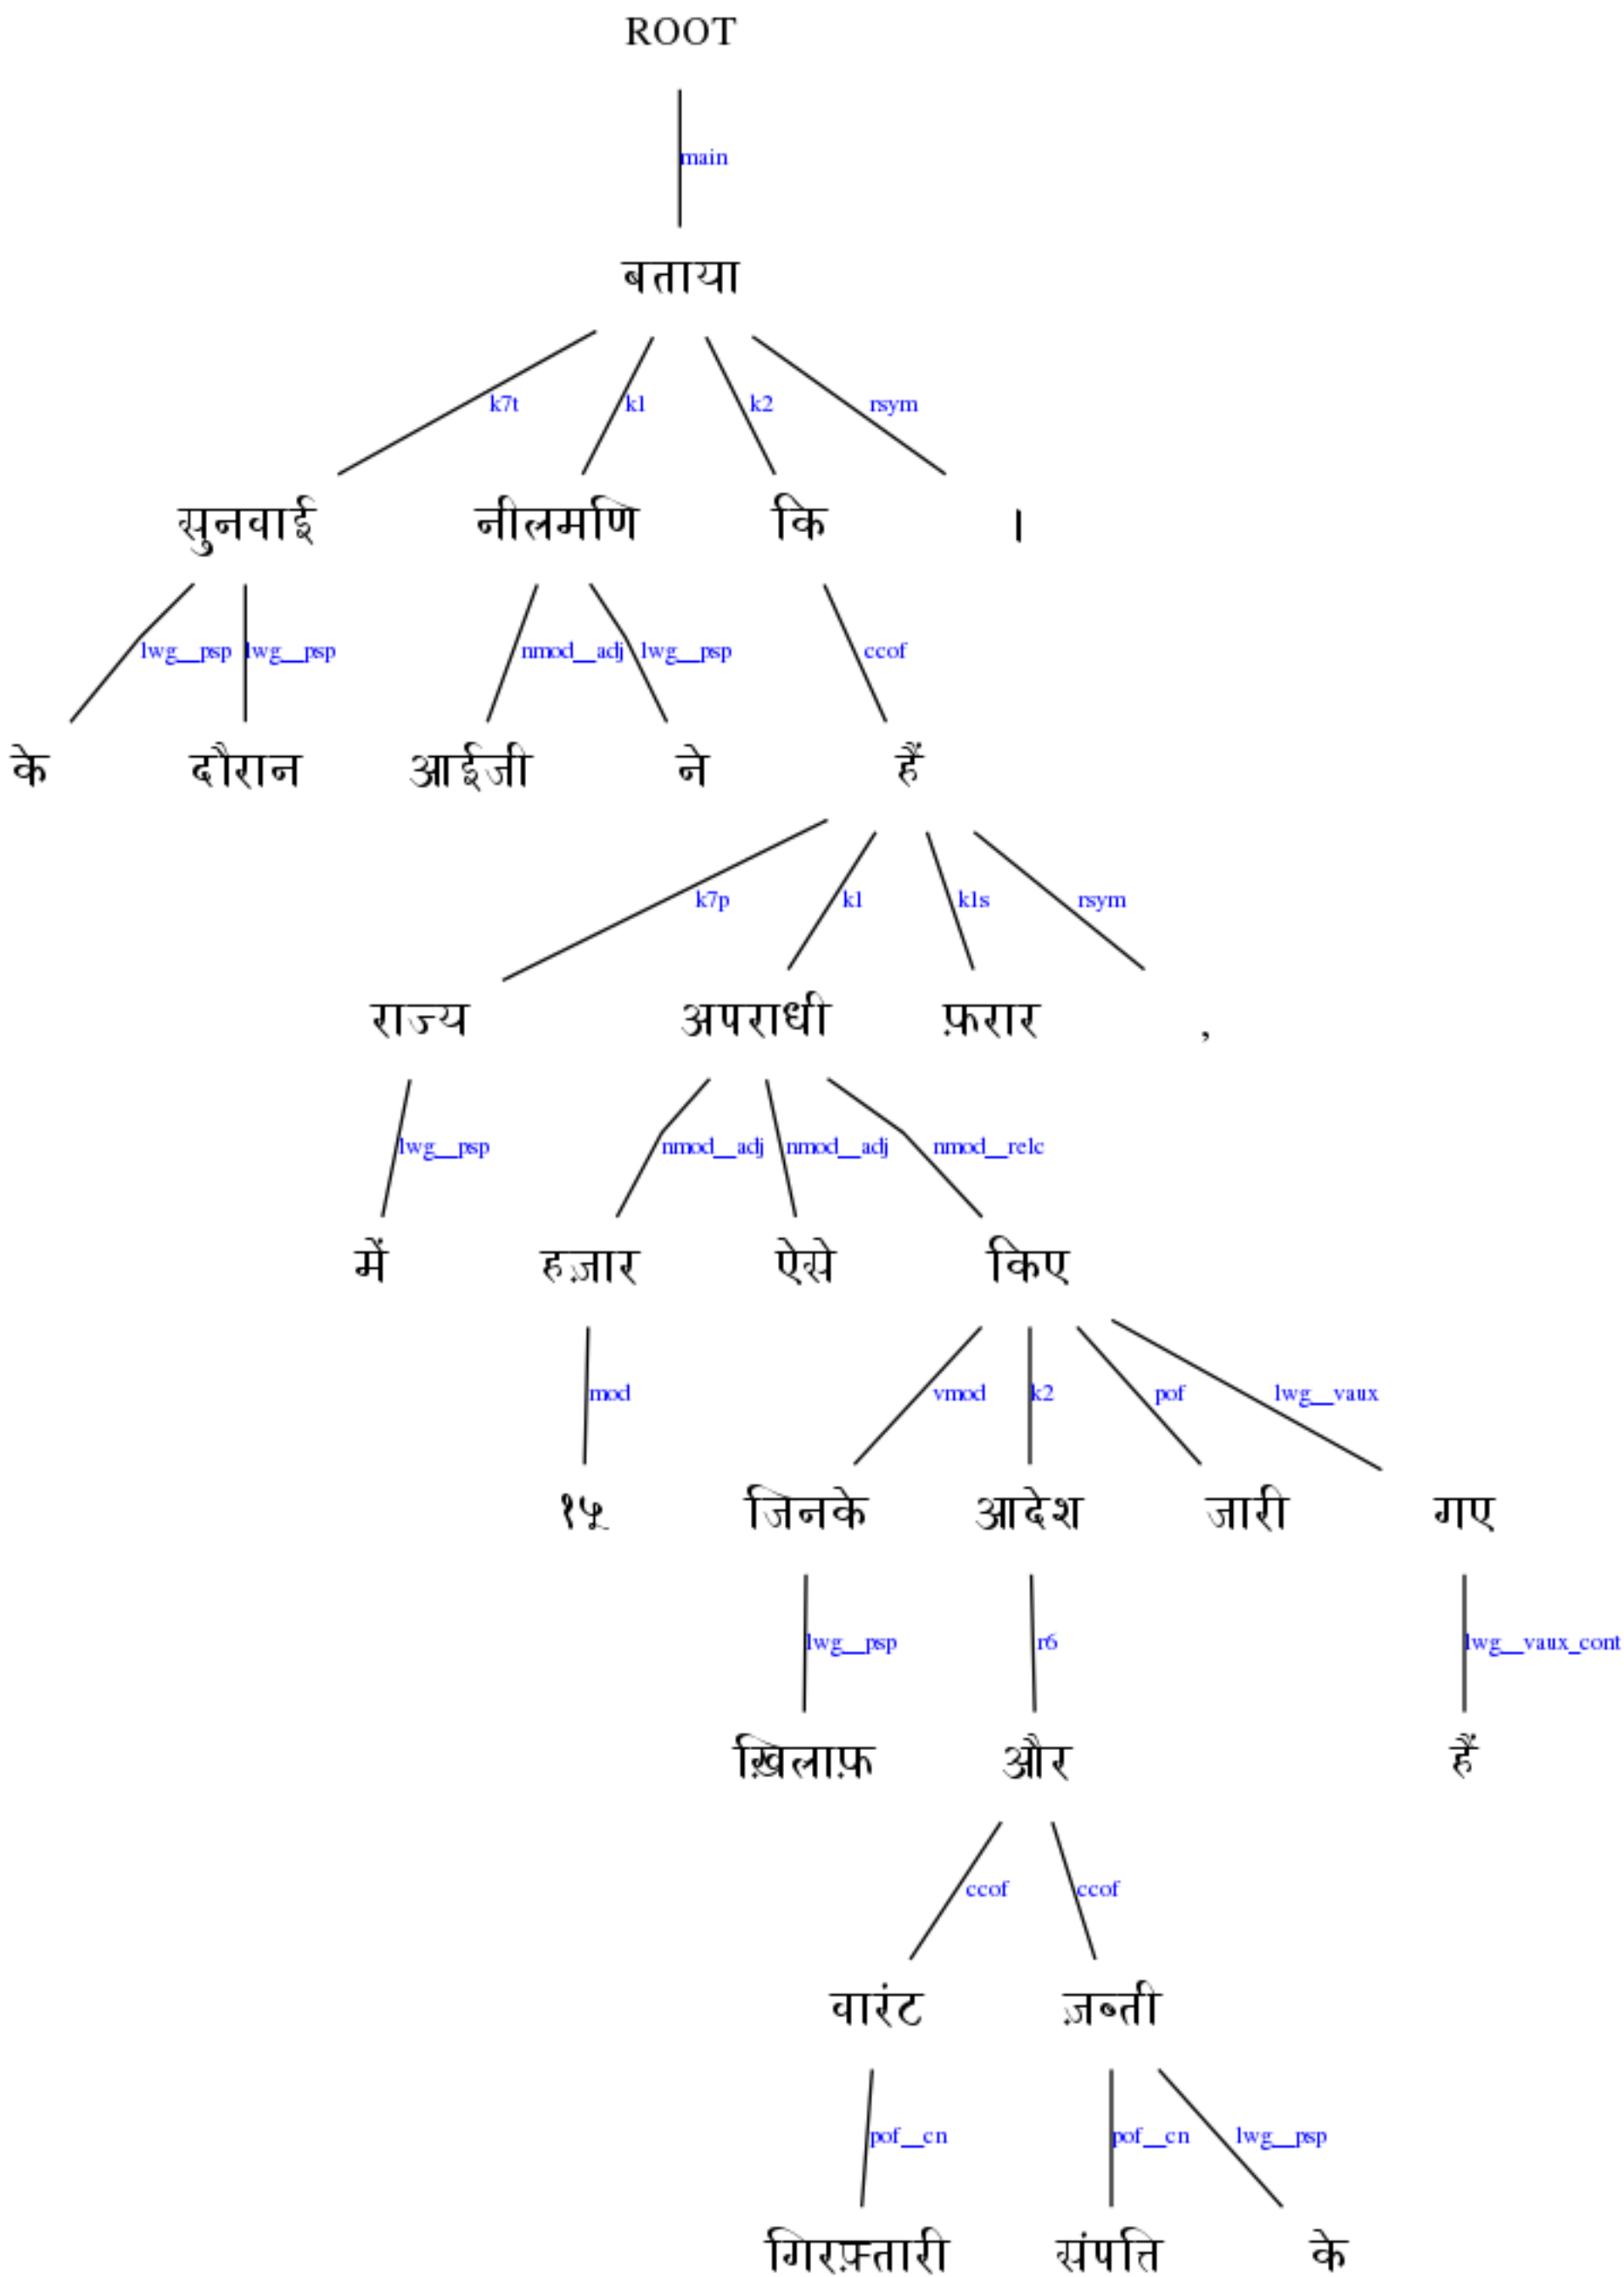 ROOT
main
बताया
k7t k1 k2 rsym
सुनवाई नीलमणि कि ।
lwg__psp lwg__psp nmod__adj lwg__psp ccof
के दौरान आईजी ने हैं
k7p k1 k1s rsym
राज्य अपराधी फ़रार ,
lwg__psp nmod__adj nmod__adj nmod__relc
में हज़ार ऐसे किए
mod vmod k2 pof lwg__vaux
१५ जिनके आदेश जारी गए
lwg__psp r6 lwg__vaux_cont
ख़िलाफ़ और हैं
ccof ccof
वारंट ज़ब्ती
pof__cn pof__cn lwg__psp
गिरफ़्तारी संपत्ति के